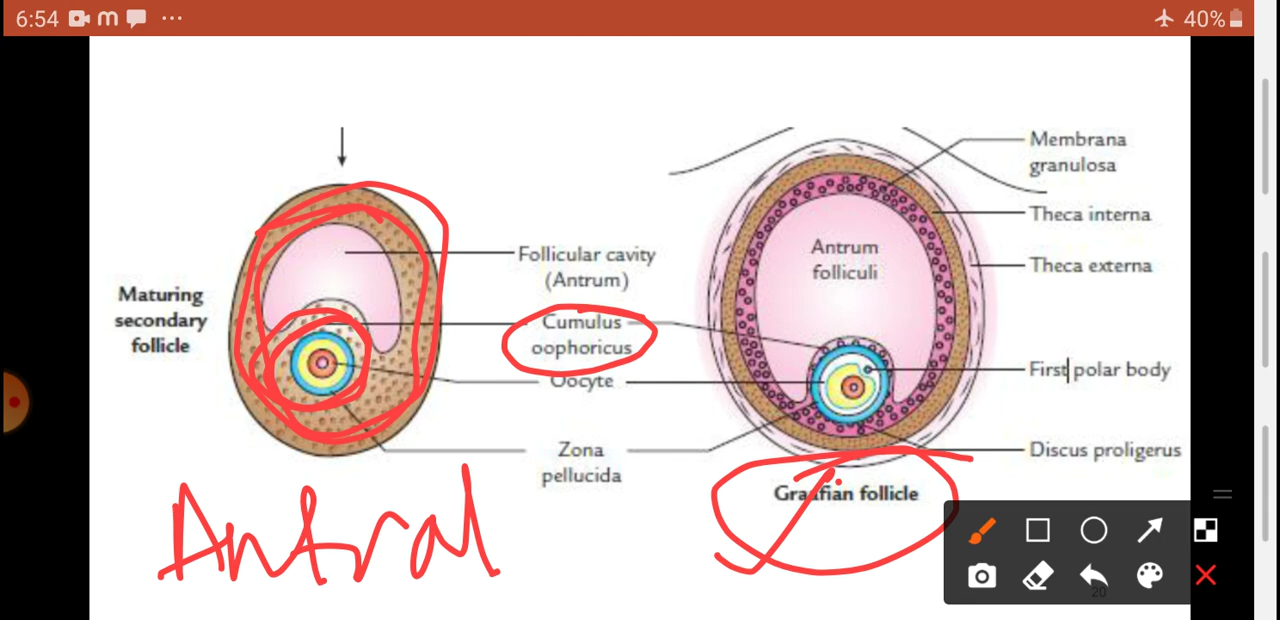 6:54
40%
Membrana
granulosa
Theca interna
Antrum
folliculi
Follicular cavity
(Antrum)
Theca externa
Maturing
secondary
follicle
Cumulus
oophoricus
Oocyte
First polar body
Zona
pellucida
Discus proligerus
Graafian follicle
Antral
20